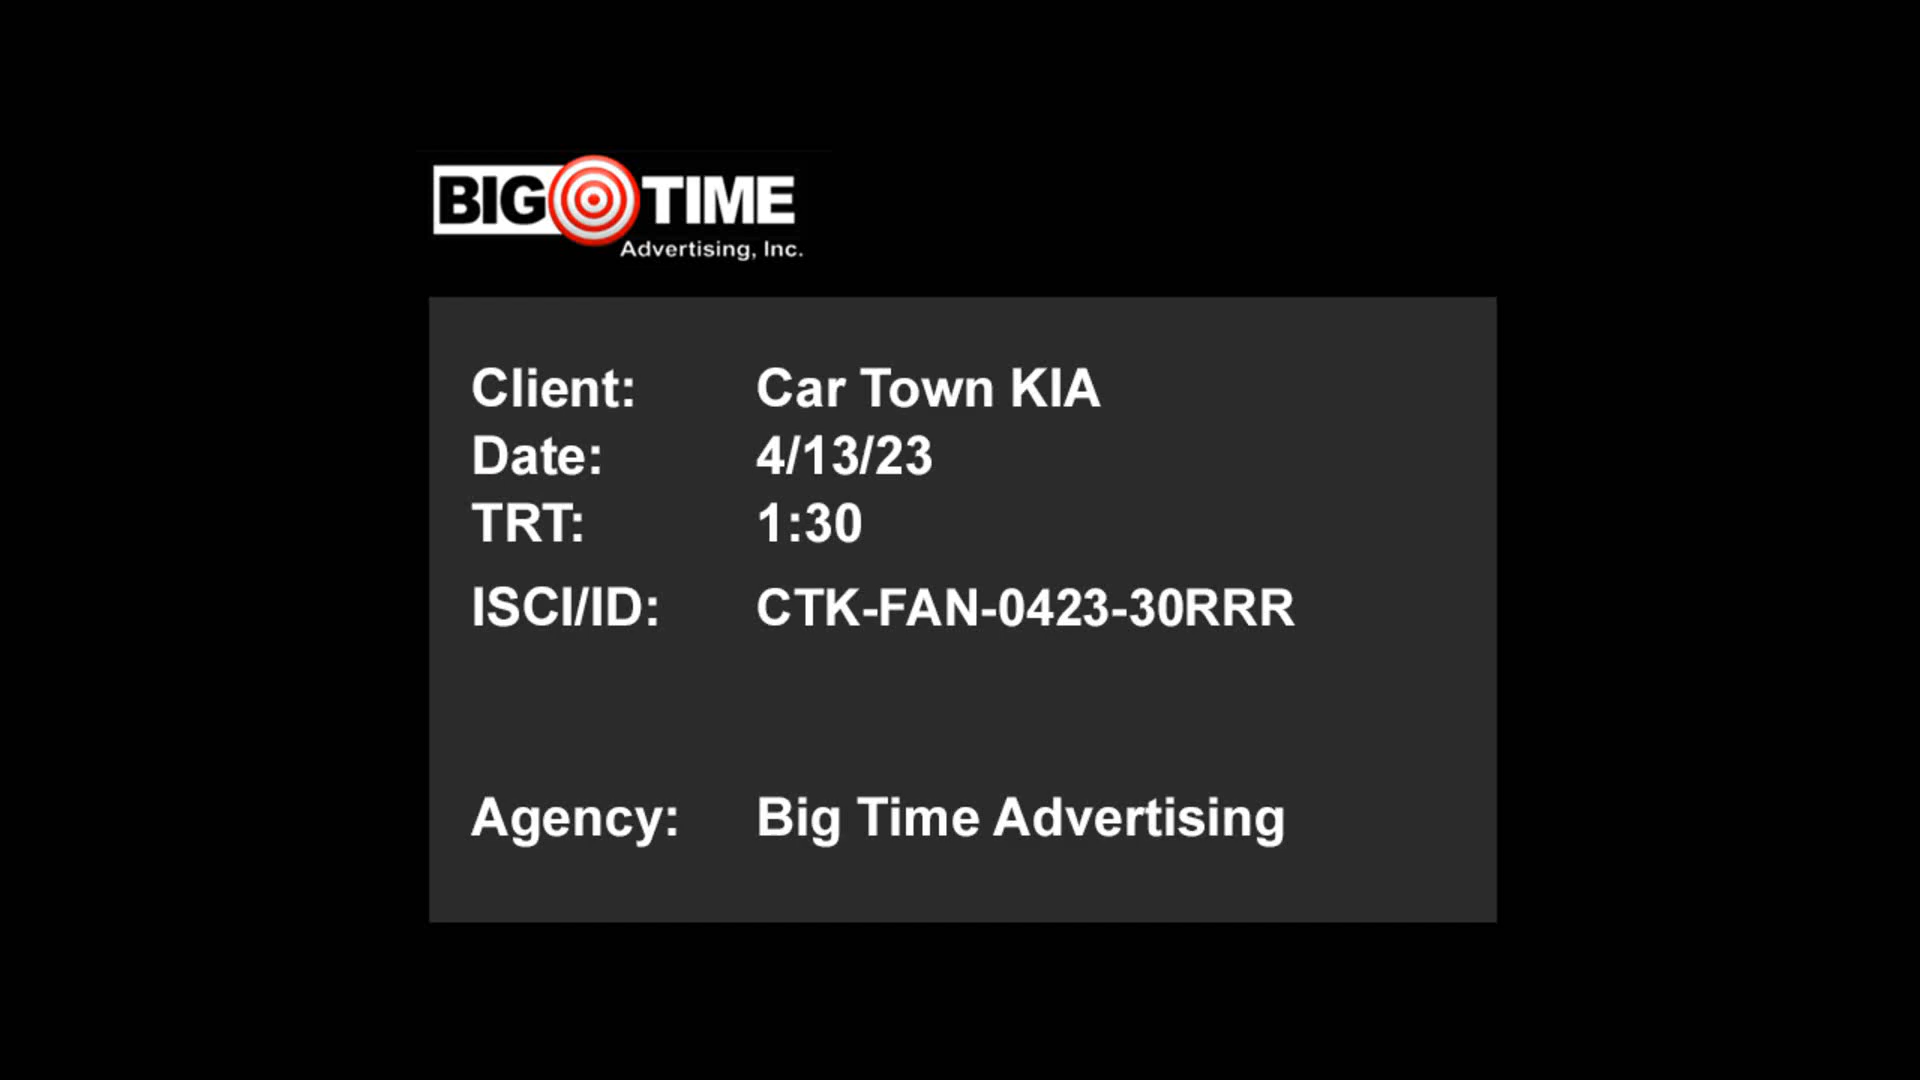 BIG TIME
Advertising, Inc.
Client: Car Town KIA
Date: 4/13/23
TRT: 1:30
ISCI/ID: CTK-FAN-0423-30RRR
Agency: Big Time Advertising